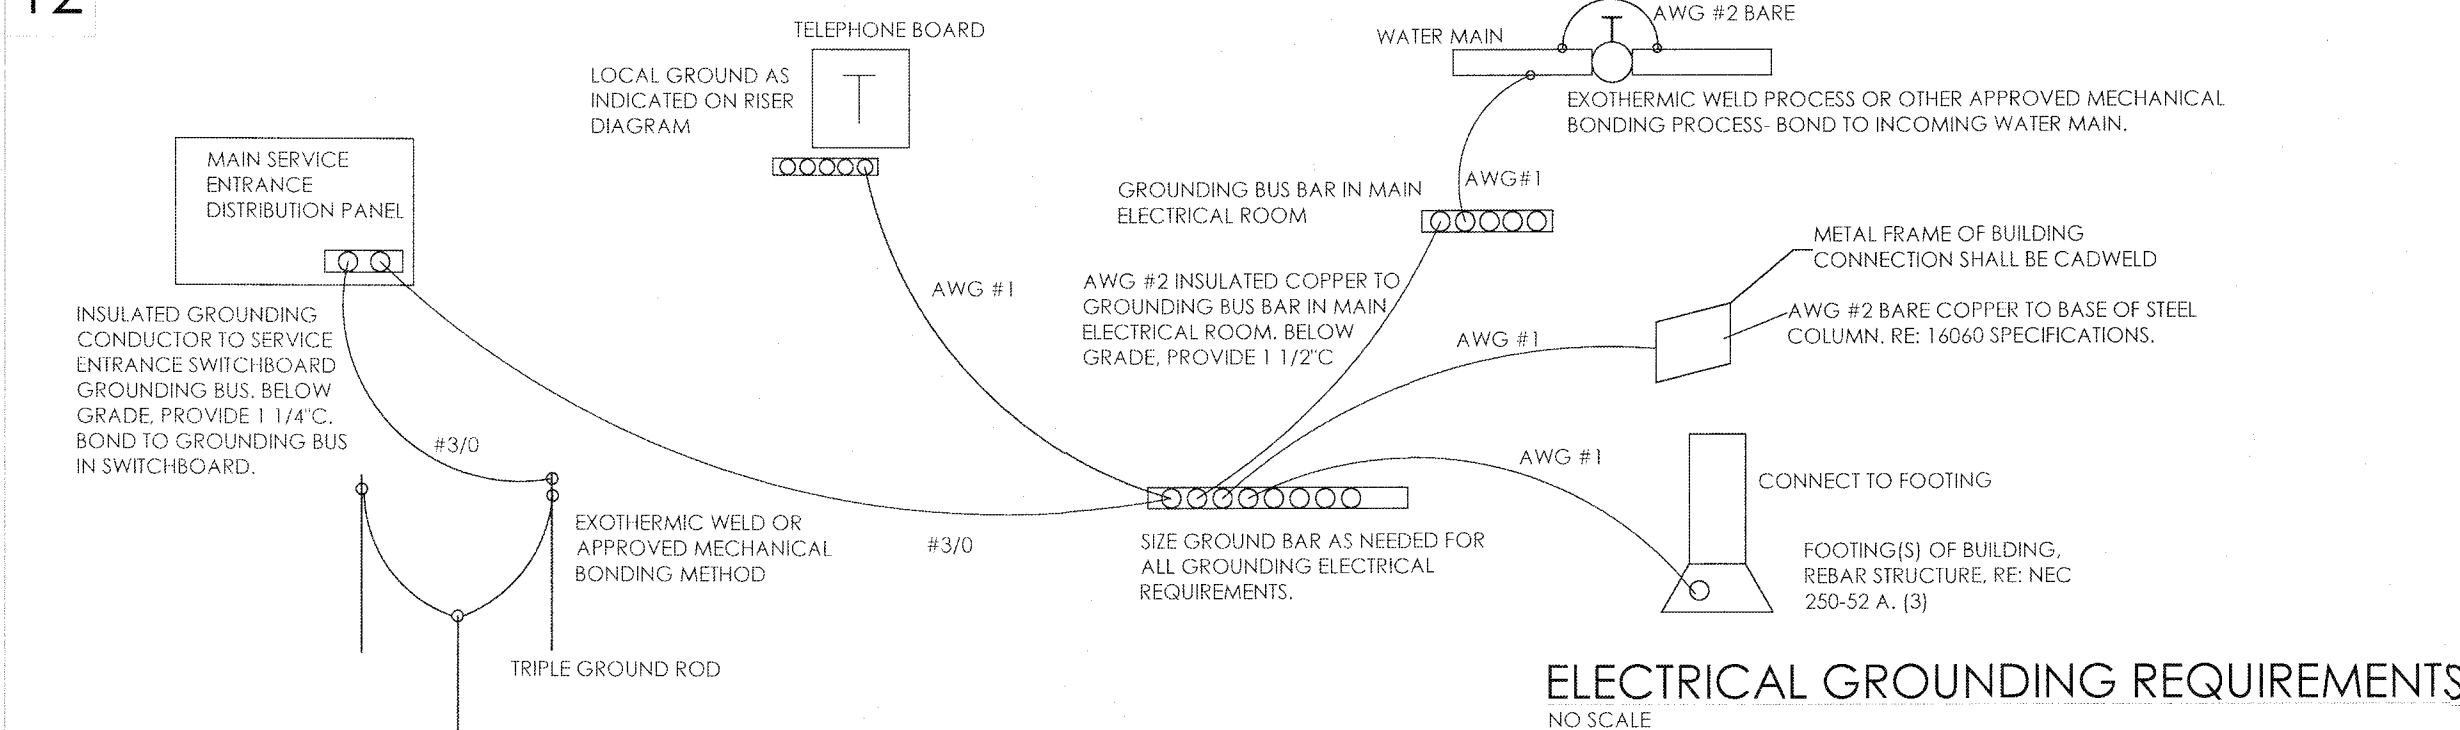 12
TELEPHONE BOARD
LOCAL GROUND AS
INDICATED ON RISER
DIAGRAM
T
WATER MAIN
T
AWG #2 BARE
EXOTHERMIC WELD PROCESS OR OTHER APPROVED MECHANICAL
BONDING PROCESS- BOND TO INCOMING WATER MAIN.
MAIN SERVICE
ENTRANCE
DISTRIBUTION PANEL
GROUNDING BUS BAR IN MAIN
ELECTRICAL ROOM
AWG#1
METAL FRAME OF BUILDING
CONNECTION SHALL BE CADWELD
AWG #1
AWG #2 INSULATED COPPER TO
GROUNDING BUS BAR IN MAIN
ELECTRICAL ROOM. BELOW
GRADE, PROVIDE 1 1/2"C
AWG #1
AWG #2 BARE COPPER TO BASE OF STEEL
COLUMN. RE: 16060 SPECIFICATIONS.
INSULATED GROUNDING
CONDUCTOR TO SERVICE
ENTRANCE SWITCHBOARD
GROUNDING BUS. BELOW
GRADE, PROVIDE 1 1/4"C.
BOND TO GROUNDING BUS
IN SWITCHBOARD.
#3/0
AWG #1
CONNECT TO FOOTING
EXOTHERMIC WELD OR
APPROVED MECHANICAL
BONDING METHOD
#3/0
SIZE GROUND BAR AS NEEDED FOR
ALL GROUNDING ELECTRICAL
REQUIREMENTS.
FOOTING(S) OF BUILDING,
REBAR STRUCTURE, RE: NEC
250-52 A. (3)
TRIPLE GROUND ROD
ELECTRICAL GROUNDING REQUIREMENTS
NO SCALE